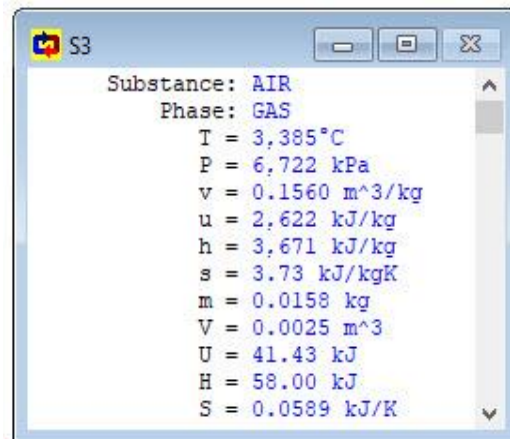 S3
Substance: AIR
Phase: GAS
T = 3,385°C
P = 6,722 kPa
v = 0.1560 m^3/kg
u = 2,622 kJ/kg
h = 3,671 kJ/kg
s = 3.73 kJ/kgK
m = 0.0158 kg
V = 0.0025 m^3
U = 41.43 kJ
H = 58.00 kJ
S = 0.0589 kJ/K